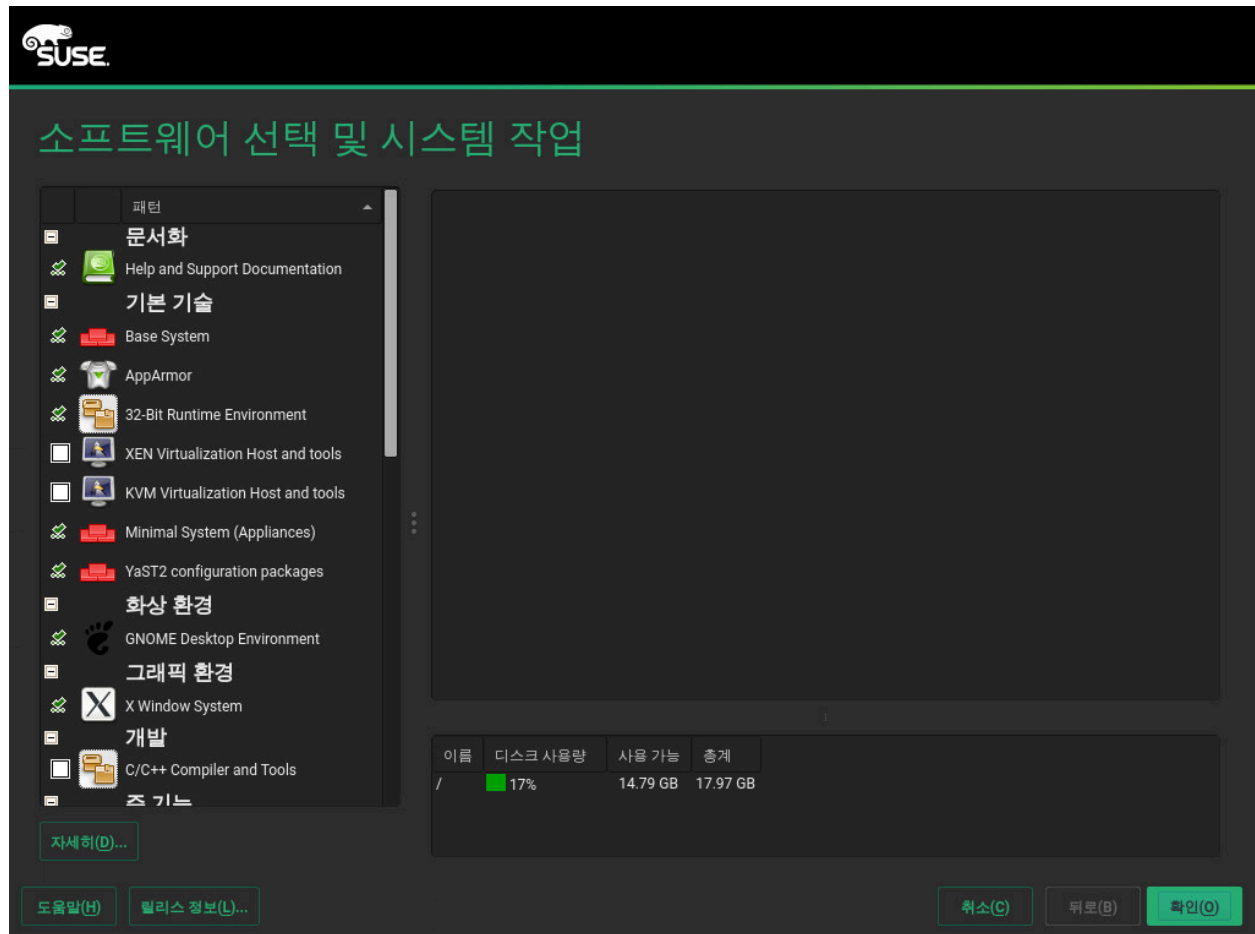 SUSE.
소프트웨어 선택 및 시스템 작업
패턴
문서화
Help and Support Documentation
기본 기술
Base System
AppArmor
32-Bit Runtime Environment
XEN Virtualization Host and tools
KVM Virtualization Host and tools
Minimal System (Appliances)
YaST2 configuration packages
화상 환경
GNOME Desktop Environment
그래픽 환경
X Window System
개발
C/C++ Compiler and Tools
주 기능
자세히(D)...
이름 디스크 사용량 사용 가능 총계
/ 17% 14.79 GB 17.97 GB
도움말(H) 릴리스 정보(L)... 취소(C) 뒤로(B) 확인(O)